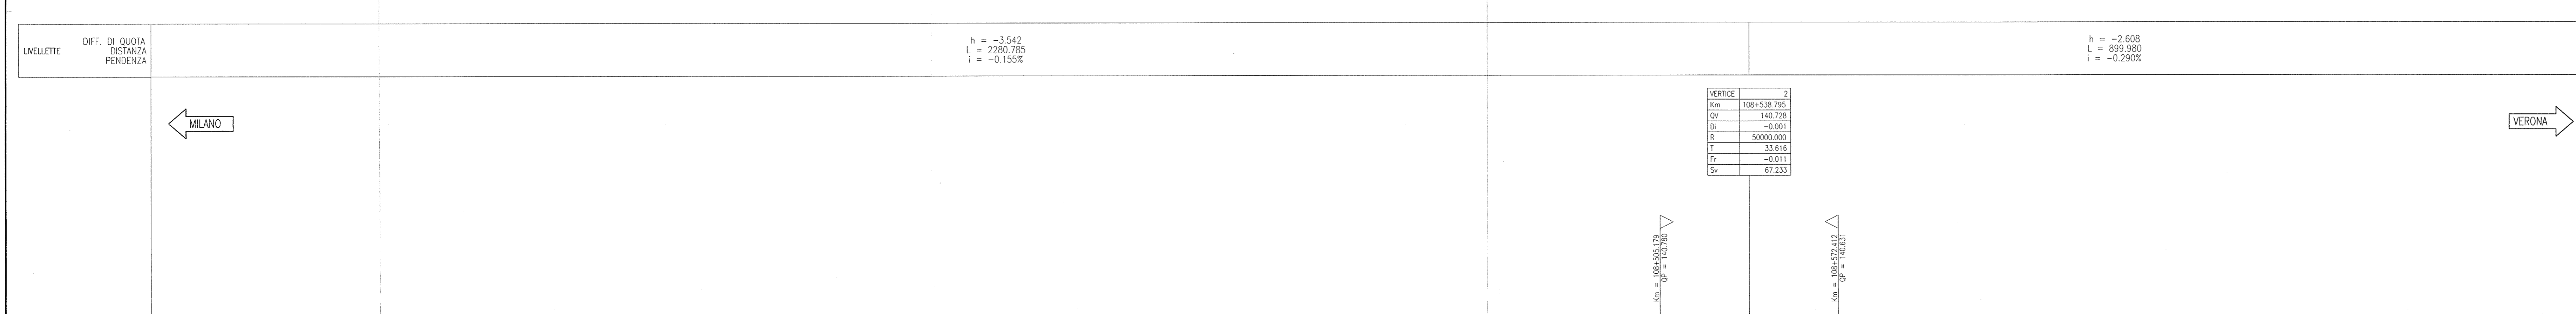 LIVELLETTE
DIFF. DI QUOTA
DISTANZA
PENDENZA
h = -3.542
L = 2280.785
i = -0.155%
h = -2.608
L = 899.980
i = -0.290%
MILANO
VERTICE 2
Km 108+538.795
QV 140.728
Di -0.001
R 50000.000
T 33.616
Fr -0.011
Sv 67.233
VERONA
Km = 108+505.179
QP = 140.780
Km = 108+572.412
QP = 140.631